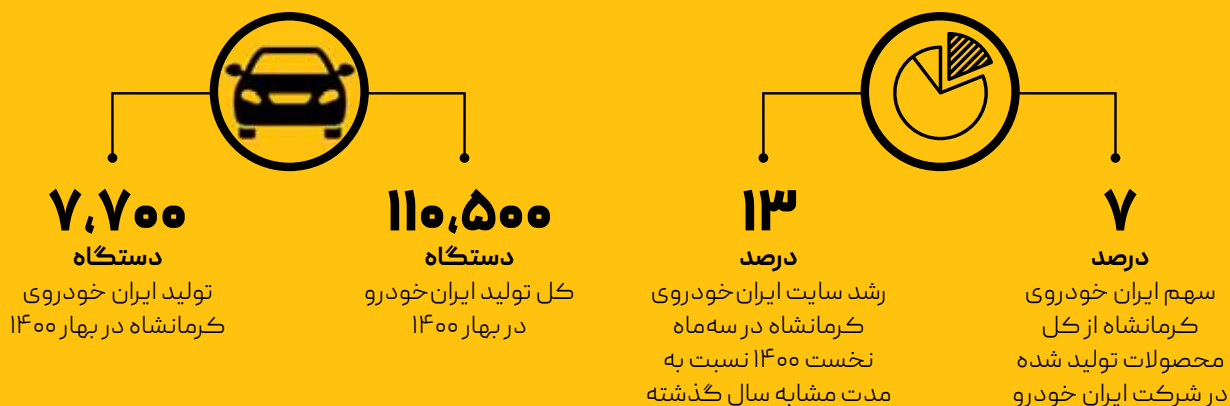 ۷
درصد
سهم ایران خودروی
کرمانشاه از کل
محصولات تولید شده
در شرکت ایران خودرو
۱۳
درصد
رشد سایت ایران‌خودروی
کرمانشاه در سه‌ماه
نخست ۱۴۰۰ نسبت به
مدت مشابه سال گذشته
۱۱۰،۵۰۰
دستگاه
کل تولید ایران‌خودرو
در بهار ۱۴۰۰
۷،۷۰۰
دستگاه
تولید ایران خودروی
کرمانشاه در بهار ۱۴۰۰